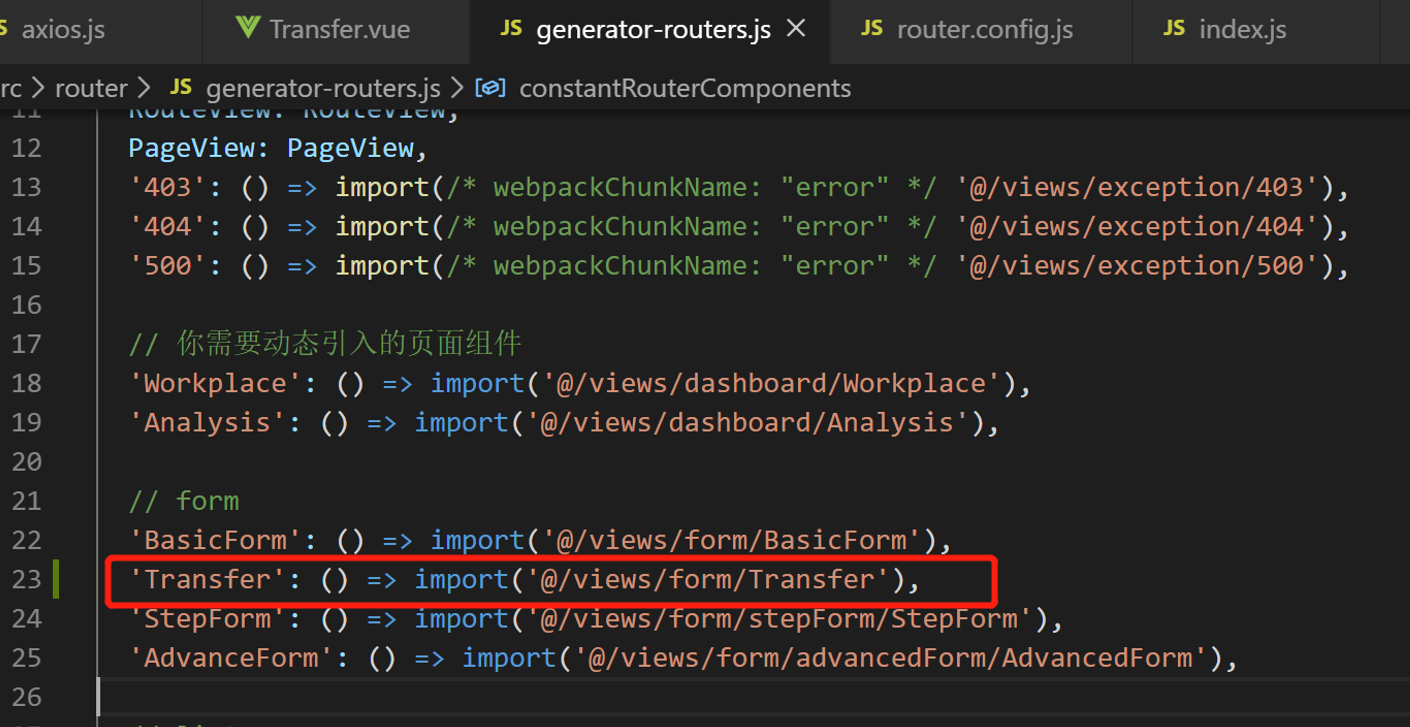 JS axios.js Transfer.vue JS generator-routers.js × JS router.config.js JS index.js
rc > router > JS generator-routers.js > constantRouterComponents
11 RouteView: RouteView,
12 PageView: PageView,
13 '403': () => import(/* webpackChunkName: "error" */ '@/views/exception/403'),
14 '404': () => import(/* webpackChunkName: "error" */ '@/views/exception/404'),
15 '500': () => import(/* webpackChunkName: "error" */ '@/views/exception/500'),
16
17 // 你需要动态引入的页面组件
18 'Workplace': () => import('@/views/dashboard/Workplace'),
19 'Analysis': () => import('@/views/dashboard/Analysis'),
20
21 // form
22 'BasicForm': () => import('@/views/form/BasicForm'),
23 'Transfer': () => import('@/views/form/Transfer'),
24 'StepForm': () => import('@/views/form/stepForm/StepForm'),
25 'AdvanceForm': () => import('@/views/form/advancedForm/AdvancedForm'),
26